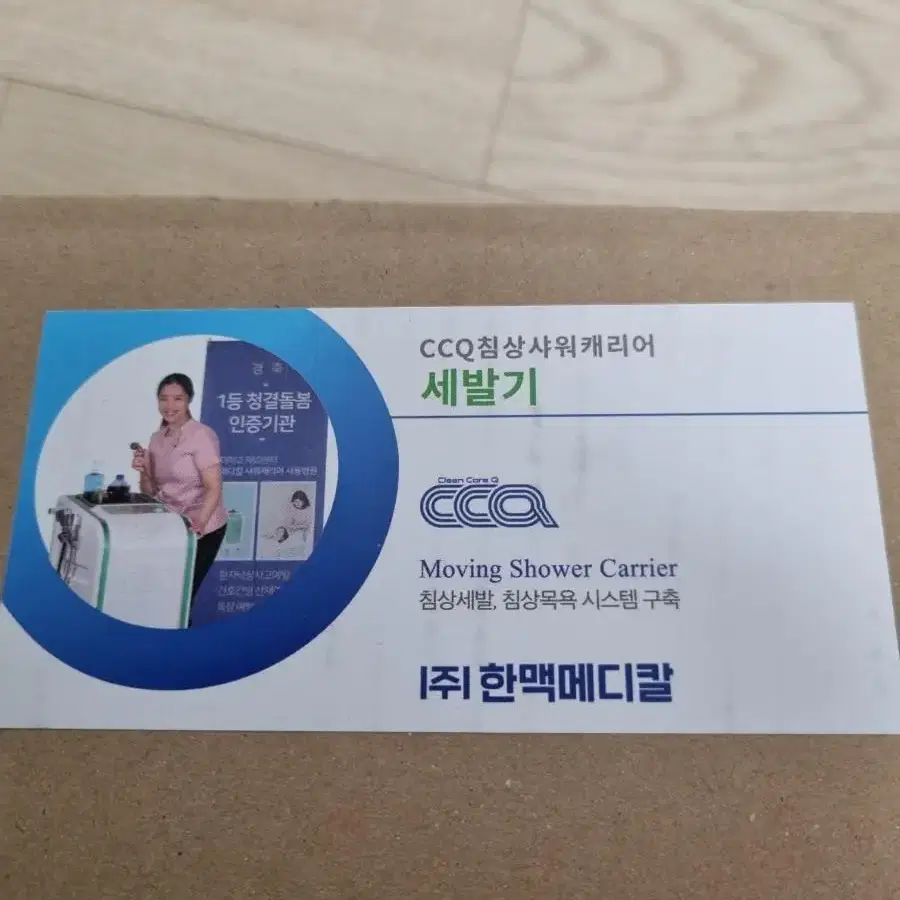 경 축
1등 청결돌봄
인증기관
CCQ침상샤워캐리어
세발기
Clean Care Q
CCQ
Moving Shower Carrier
침상세발, 침상목욕 시스템 구축
(주) 한맥메디칼